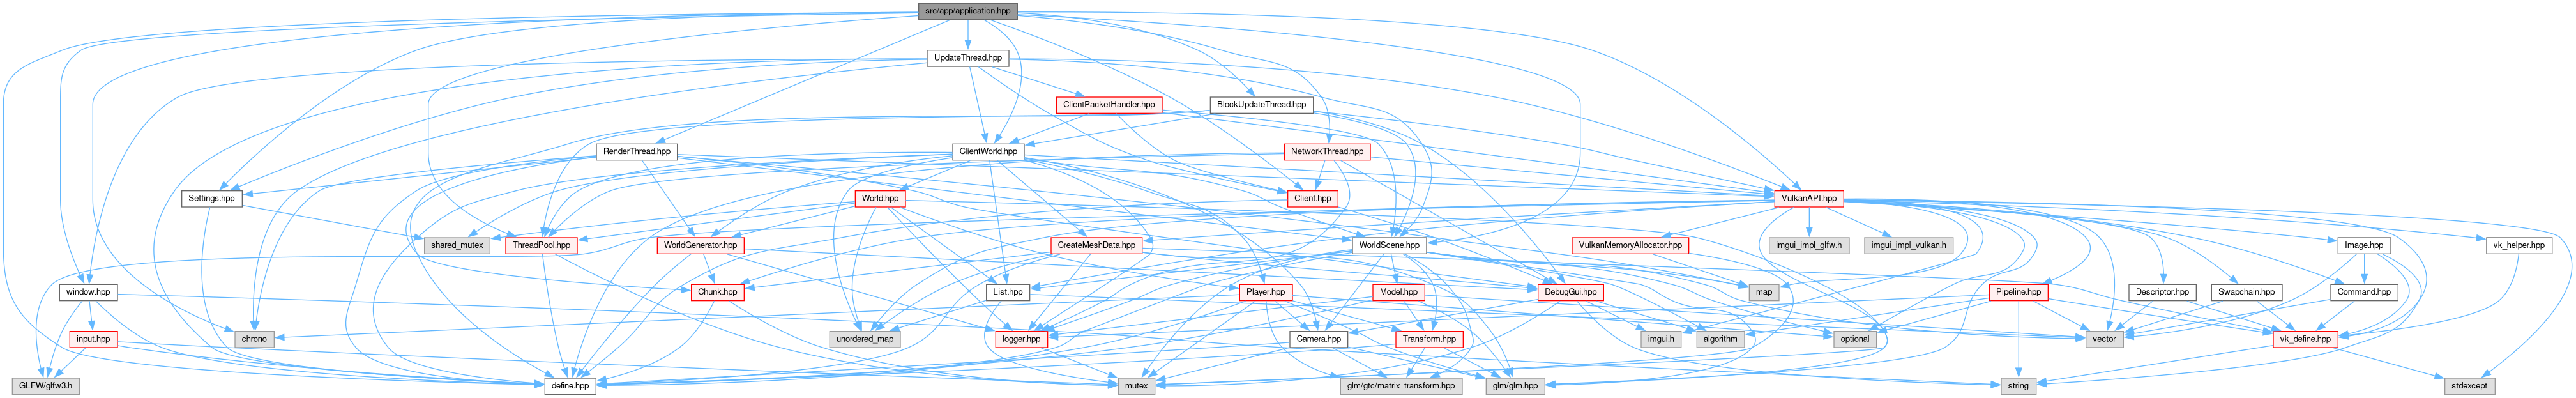 src/app/application.hpp
UpdateThread.hpp
ClientPacketHandler.hpp
BlockUpdateThread.hpp
RenderThread.hpp
ClientWorld.hpp
NetworkThread.hpp
Settings.hpp
World.hpp
Client.hpp
VulkanAPI.hpp
shared_mutex
ThreadPool.hpp
WorldGenerator.hpp
CreateMeshData.hpp
WorldScene.hpp
VulkanMemoryAllocator.hpp
imgui_impl_glfw.h
imgui_impl_vulkan.h
Image.hpp
vk_helper.hpp
window.hpp
Chunk.hpp
List.hpp
Player.hpp
Model.hpp
DebugGui.hpp
map
Pipeline.hpp
Descriptor.hpp
Swapchain.hpp
Command.hpp
input.hpp
chrono
unordered_map
logger.hpp
Camera.hpp
Transform.hpp
imgui.h
algorithm
optional
vector
vk_define.hpp
GLFW/glfw3.h
define.hpp
mutex
glm/gtc/matrix_transform.hpp
glm/glm.hpp
string
stdexcept